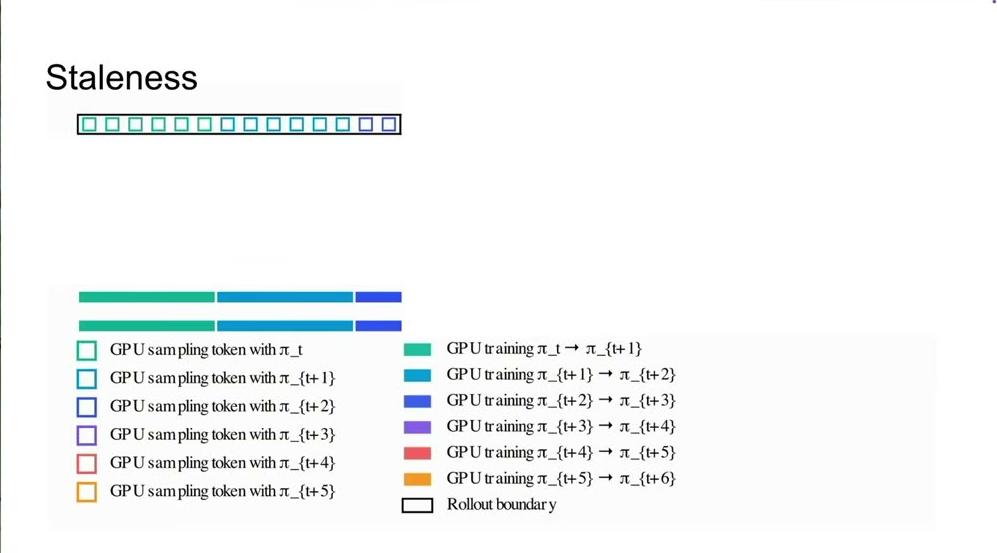 Staleness
GPU sampling token with π_t
GPU sampling token with π_{t+1}
GPU sampling token with π_{t+2}
GPU sampling token with π_{t+3}
GPU sampling token with π_{t+4}
GPU sampling token with π_{t+5}
GPU training π_t → π_{t+1}
GPU training π_{t+1} → π_{t+2}
GPU training π_{t+2} → π_{t+3}
GPU training π_{t+3} → π_{t+4}
GPU training π_{t+4} → π_{t+5}
GPU training π_{t+5} → π_{t+6}
Rollout boundary